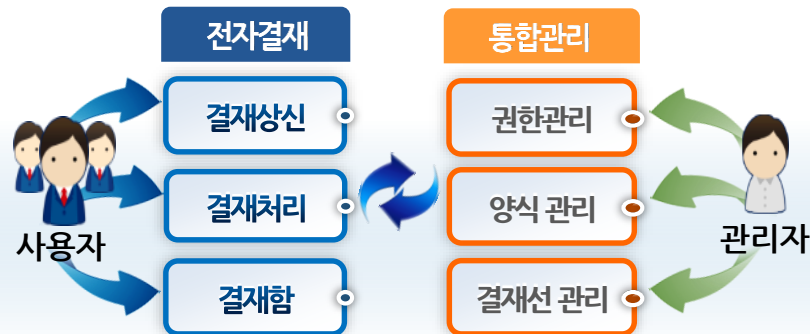 전자결재
통합관리
결재상신
권한관리
결재처리
양식 관리
사용자
관리자
결재함
결재선 관리